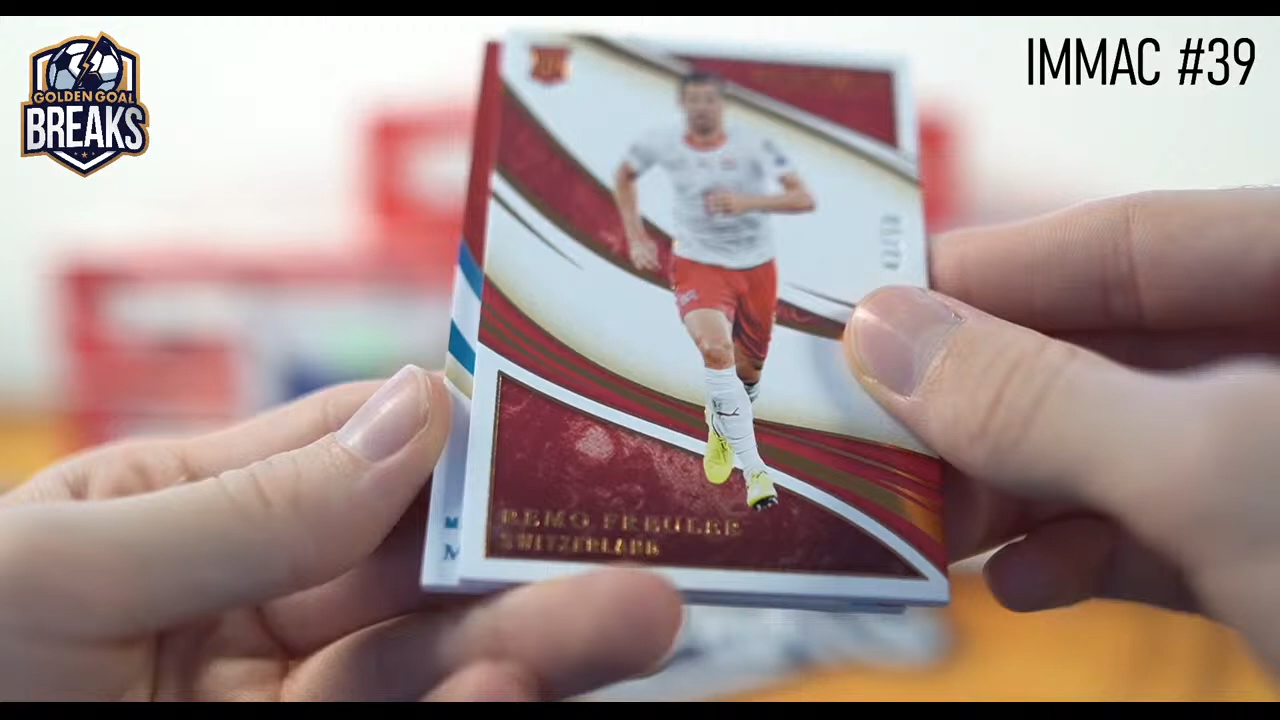 GOLDEN GOAL
BREAKS
IMMAC #39
REMO FREULER
SWITZERLAND